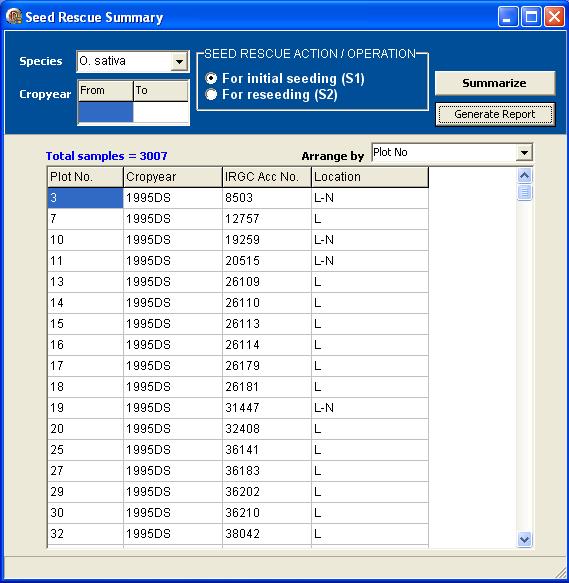 Seed Rescue Summary
Species O. sativa
Cropyear From To
SEED RESCUE ACTION / OPERATION
For initial seeding (S1)
For reseeding (S2)
Summarize
Generate Report
Total samples = 3007 Arrange by Plot No
Plot No. Cropyear IRGC Acc No. Location
3 1995DS 8503 L-N
7 1995DS 12757 L
10 1995DS 19259 L-N
11 1995DS 20515 L-N
13 1995DS 26109 L
14 1995DS 26110 L
15 1995DS 26113 L
16 1995DS 26114 L
17 1995DS 26179 L
18 1995DS 26181 L
19 1995DS 31447 L-N
20 1995DS 32408 L
25 1995DS 36141 L
27 1995DS 36183 L
29 1995DS 36202 L
30 1995DS 36210 L
32 1995DS 38042 L